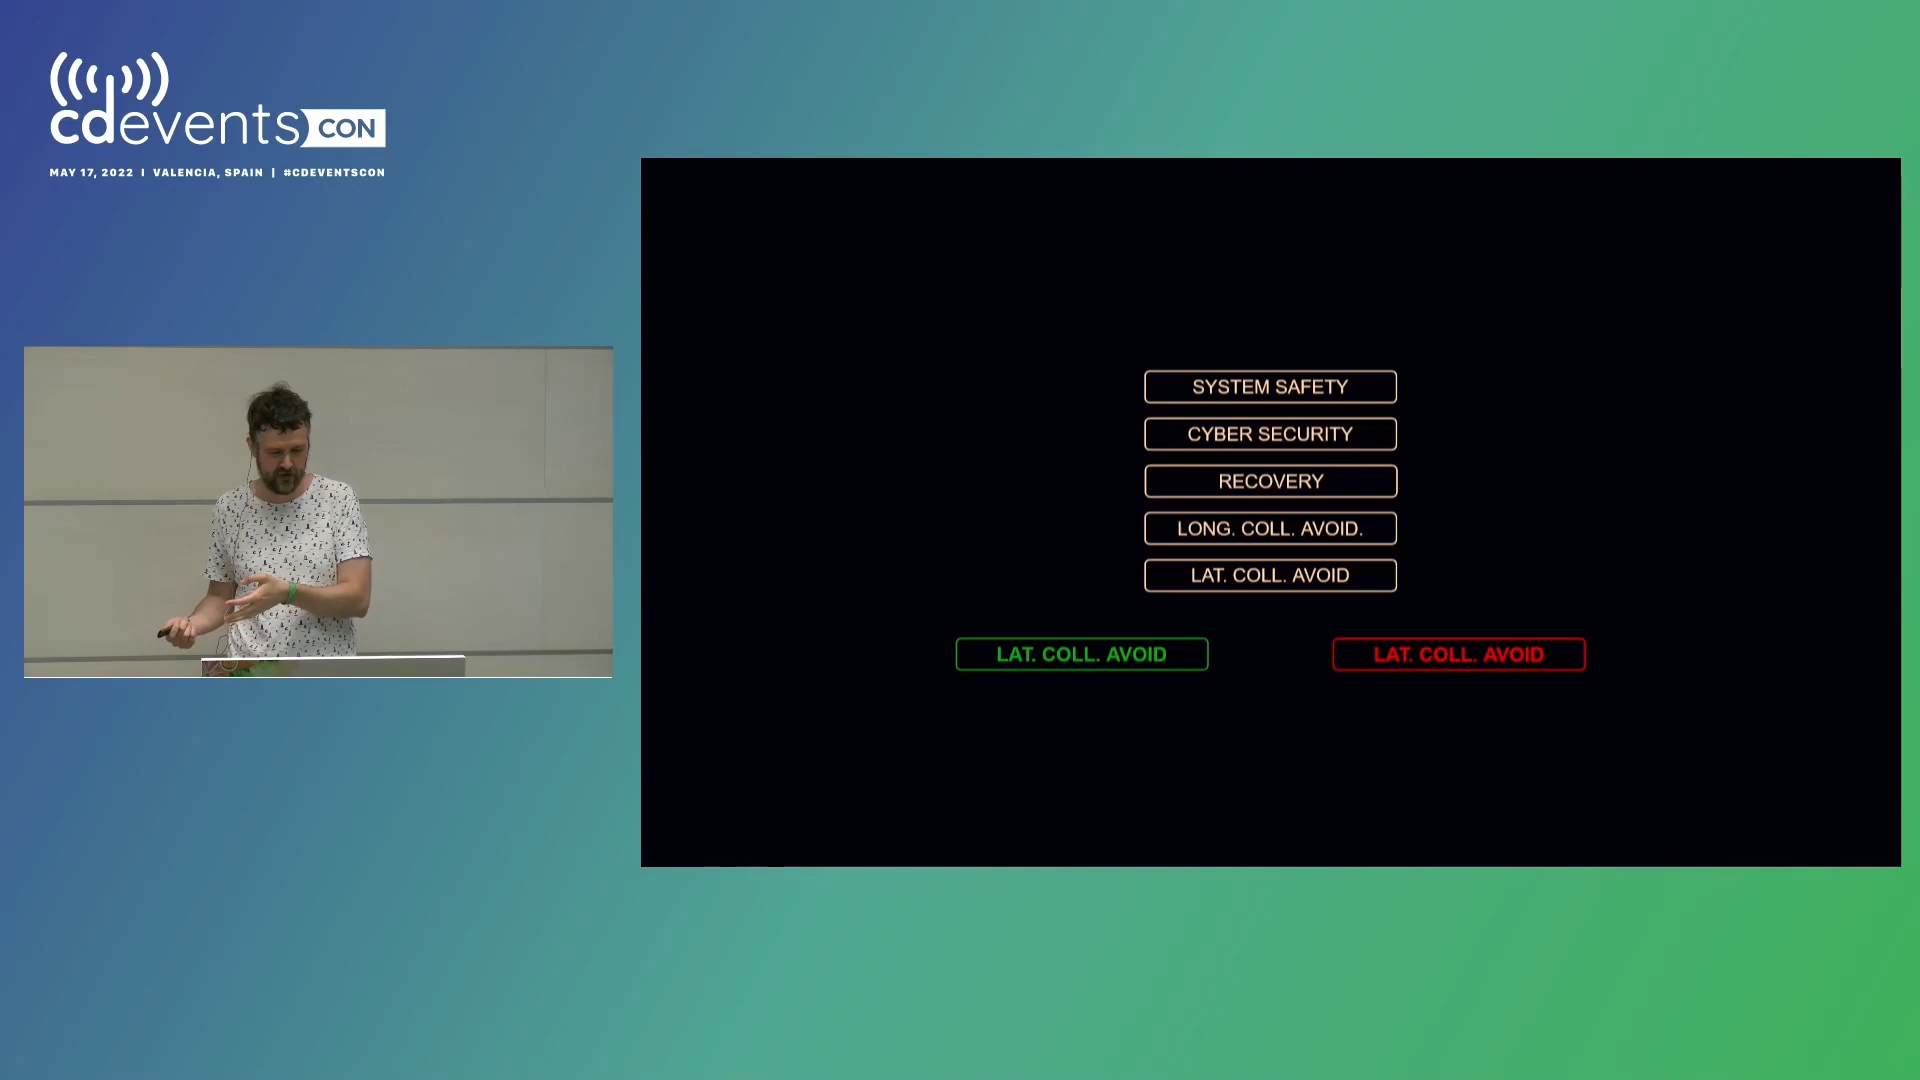 cdevents CON
MAY 17, 2022 I VALENCIA, SPAIN | #CDEVENTSCON
SYSTEM SAFETY
CYBER SECURITY
RECOVERY
LONG. COLL. AVOID.
LAT. COLL. AVOID
LAT. COLL. AVOID
LAT. COLL. AVOID